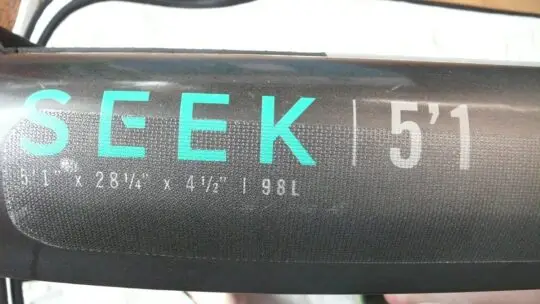 SEEK | 5'1
5'1" x 28 1/4" x 4 1/2" | 98L